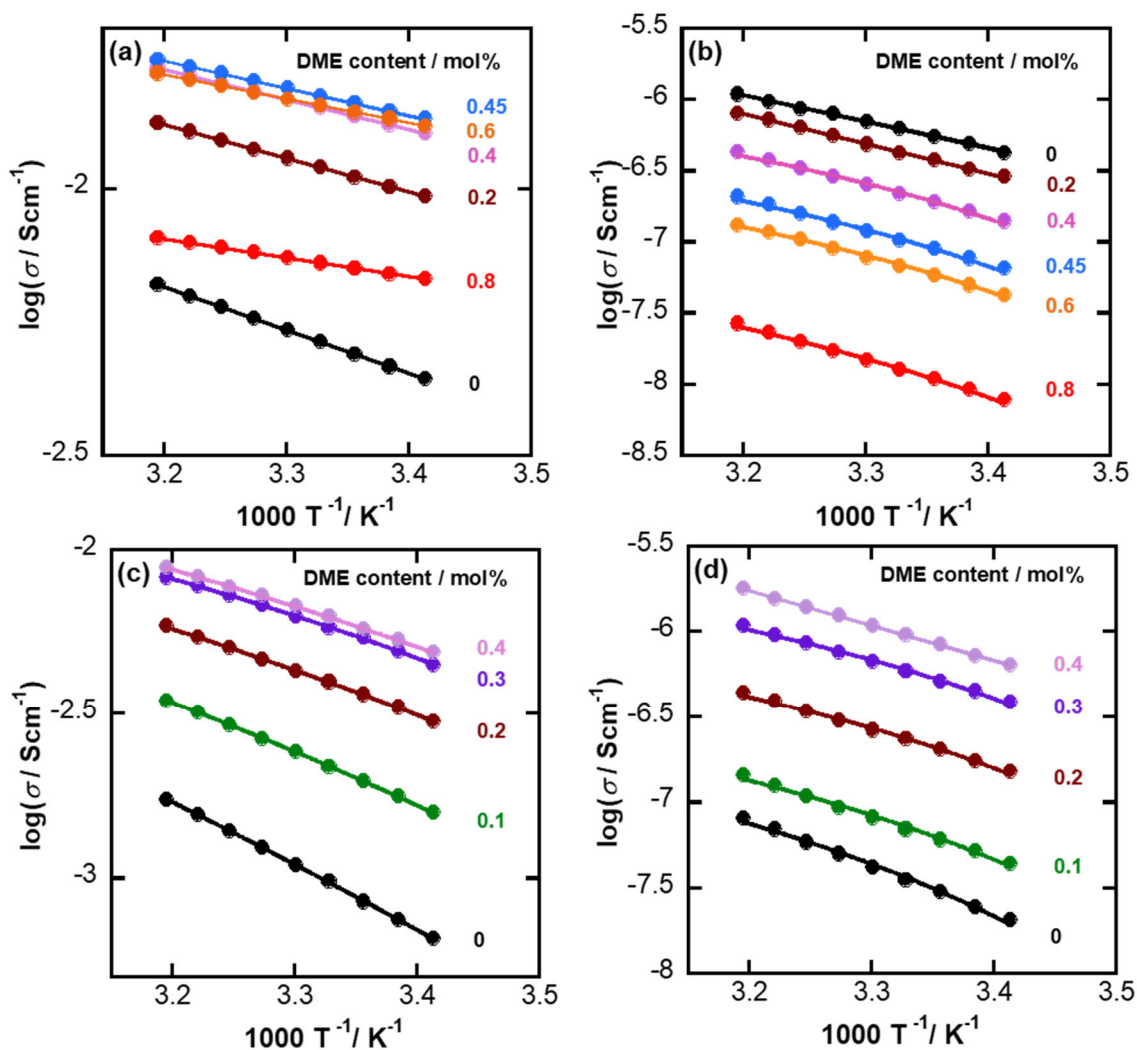 (a)
DME content / mol%
0.45
0.6
0.4
0.2
0.8
0
-2
-2.5
log(σ / Scm⁻¹)
3.2 3.3 3.4 3.5
1000 T ⁻¹/ K⁻¹
(b)
DME content / mol%
0
0.2
0.4
0.45
0.6
0.8
-5.5
-6
-6.5
-7
-7.5
-8
-8.5
log(σ / Scm⁻¹)
3.2 3.3 3.4 3.5
1000 T ⁻¹/ K⁻¹
(c)
DME content / mol%
0.4
0.3
0.2
0.1
0
-2
-2.5
-3
log(σ / Scm⁻¹)
3.2 3.3 3.4 3.5
1000 T ⁻¹/ K⁻¹
(d)
DME content / mol%
0.4
0.3
0.2
0.1
0
-5.5
-6
-6.5
-7
-7.5
-8
log(σ / Scm⁻¹)
3.2 3.3 3.4 3.5
1000 T ⁻¹/ K⁻¹